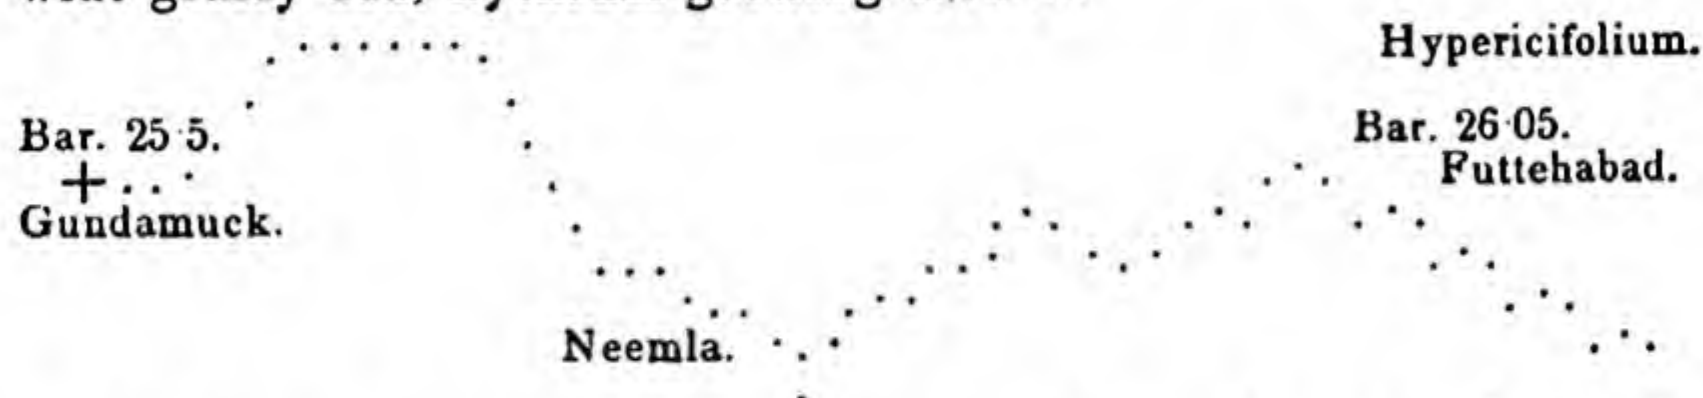 Hypericifolium.
Bar. 25·5.
Bar. 26·05.
Futtehabad.
Gundamuck.
Neemla.